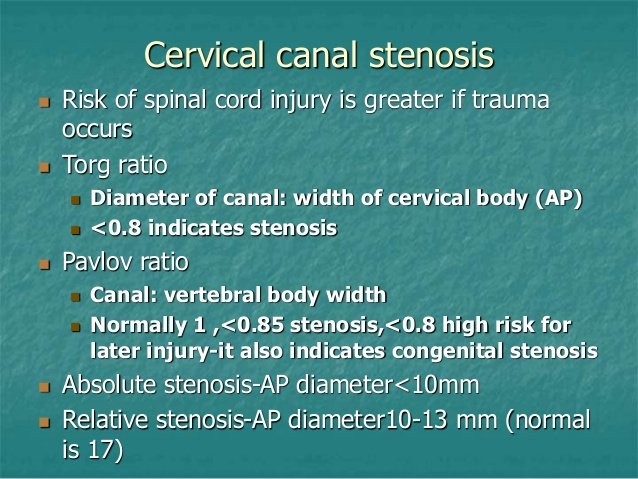 Cervical canal stenosis
Risk of spinal cord injury is greater if trauma
occurs
Torg ratio
Diameter of canal: width of cervical body (AP)
<0.8 indicates stenosis
Pavlov ratio
Canal: vertebral body width
Normally 1 ,<0.85 stenosis,<0.8 high risk for
later injury-it also indicates congenital stenosis
Absolute stenosis-AP diameter<10mm
Relative stenosis-AP diameter10-13 mm (normal
is 17)